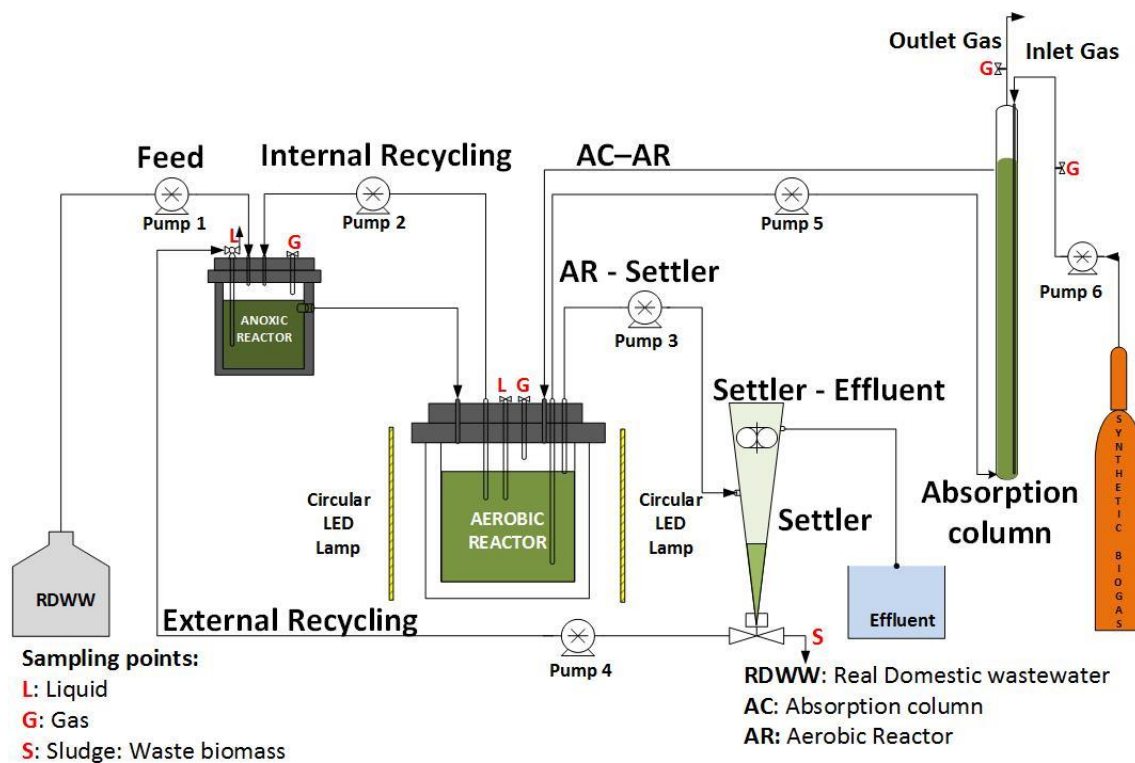 Outlet Gas
Inlet Gas
G
Feed
Internal Recycling
AC–AR
G
Pump 1
Pump 2
Pump 5
L
G
AR - Settler
Pump 6
ANOXIC
REACTOR
Pump 3
L G
Settler - Effluent
SYNTHETIC BIOGAS
Circular
LED
Lamp
AEROBIC
REACTOR
Circular
LED
Lamp
Settler
Absorption
column
RDWW
Effluent
External Recycling
S
Pump 4
Sampling points:
L: Liquid
G: Gas
S: Sludge: Waste biomass
RDWW: Real Domestic wastewater
AC: Absorption column
AR: Aerobic Reactor